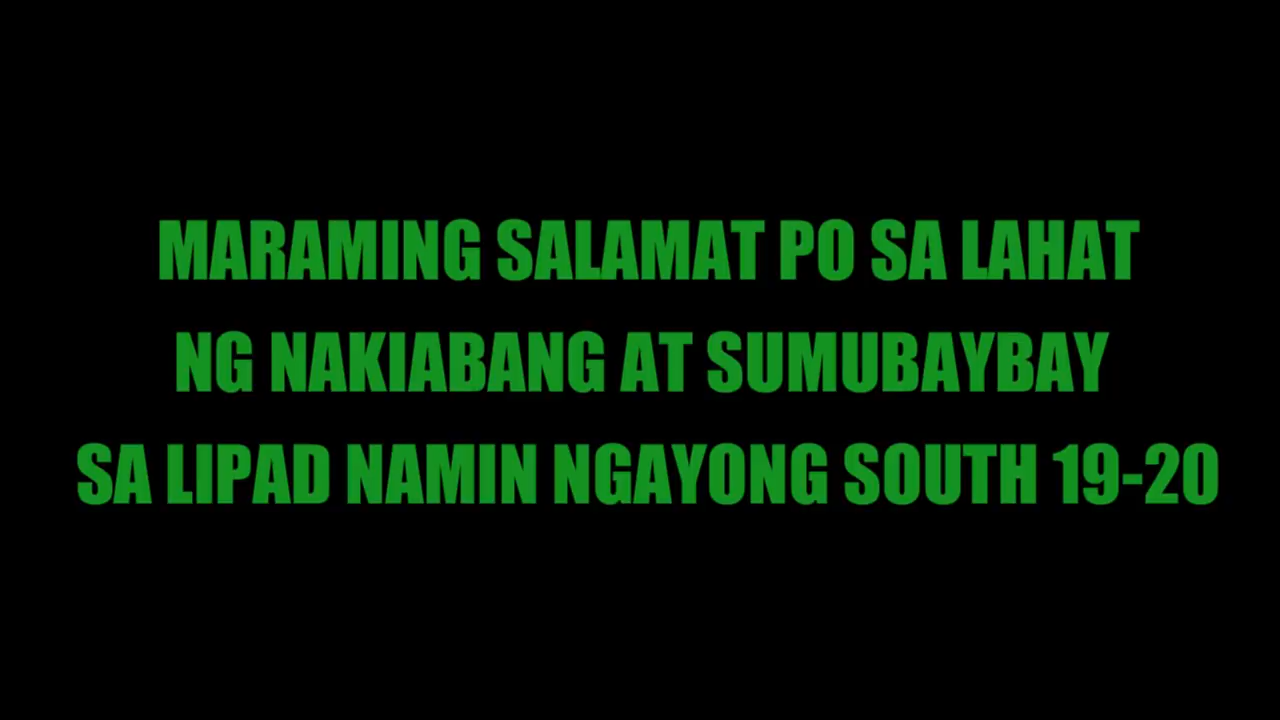 MARAMING SALAMAT PO SA LAHAT
NG NAKIABANG AT SUMUBAYBAY
SA LIPAD NAMIN NGAYONG SOUTH 19-20